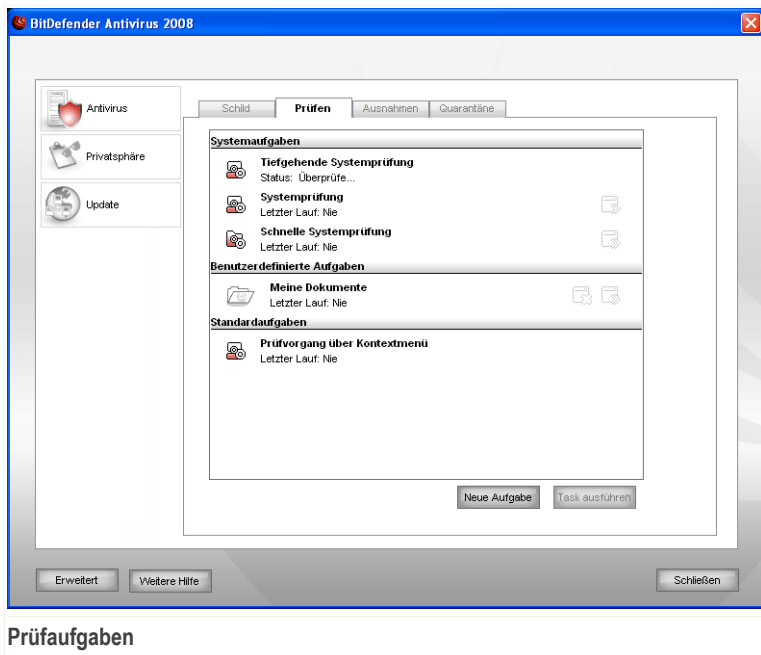 BitDefender Antivirus 2008
Antivirus
Privatsphäre
Update
Schild
Prüfen
Ausnahmen
Quarantäne
Systemaufgaben
Tiefgehende Systemprüfung
Status: Überprüfe...
Systemprüfung
Letzter Lauf: Nie
Schnelle Systemprüfung
Letzter Lauf: Nie
Benutzerdefinierte Aufgaben
Meine Dokumente
Letzter Lauf: Nie
Standardaufgaben
Prüfvorgang über Kontextmenü
Letzter Lauf: Nie
Neue Aufgabe
Task ausführen
Erweitert
Weitere Hilfe
Schließen
Prüfaufgaben